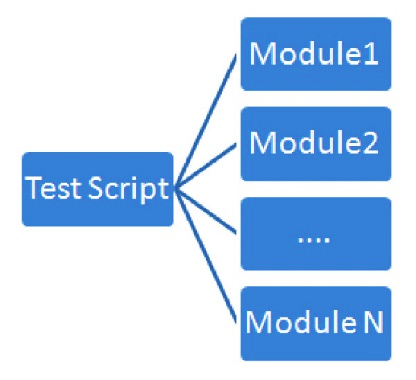 Module1
Module2
Test Script
....
Module N